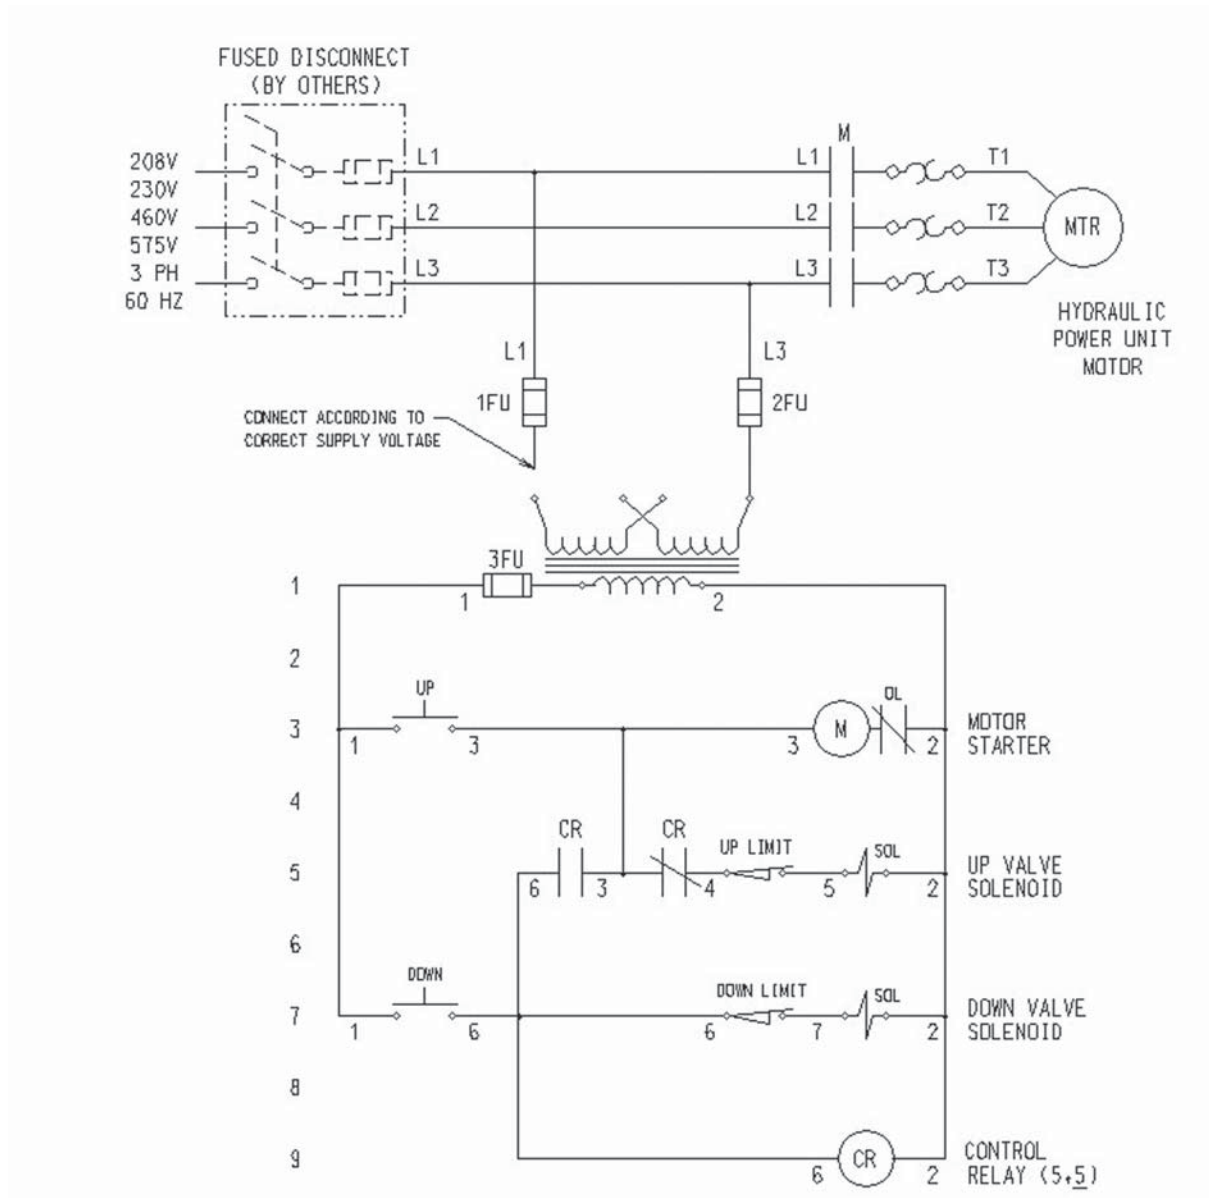 FUSED DISCONNECT
(BY OTHERS)
208V
230V
460V
575V
3 PH
60 HZ
L1
L2
L3
M
L1
L2
L3
T1
T2
T3
MTR
HYDRAULIC
POWER UNIT
MOTOR
L1
L3
1FU
2FU
CONNECT ACCORDING TO
CORRECT SUPPLY VOLTAGE
3FU
1
1
2
2
UP
OL
3
1
3
3
M
2
MOTOR
STARTER
4
CR
CR
UP LIMIT
SOL
5
6
3
4
5
2
UP VALVE
SOLENOID
6
DOWN
DOWN LIMIT
SOL
7
1
6
6
7
2
DOWN VALVE
SOLENOID
8
9
6
CR
2
CONTROL
RELAY (5,5)